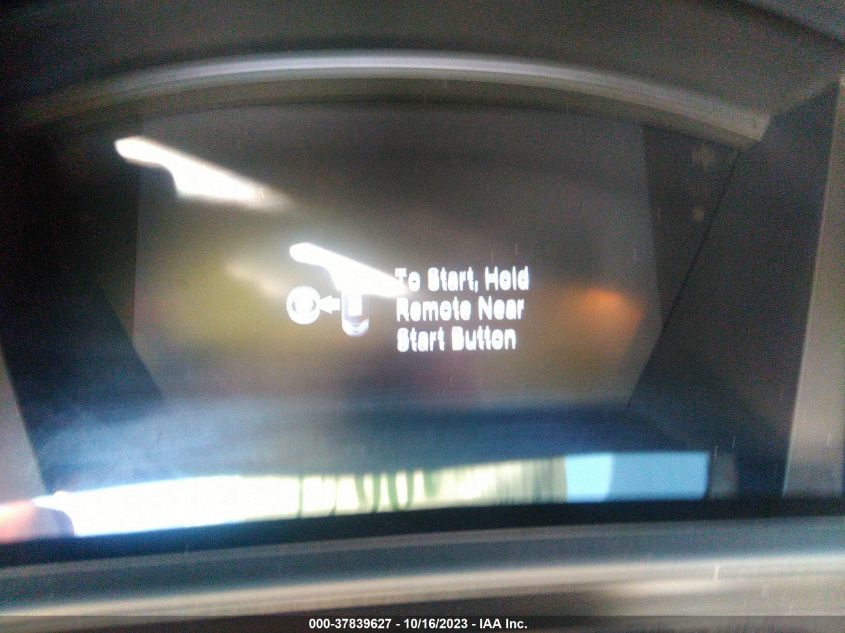 To Start, Hold
Remote Near
Start Button
000-37839627 - 10/16/2023 - IAA Inc.